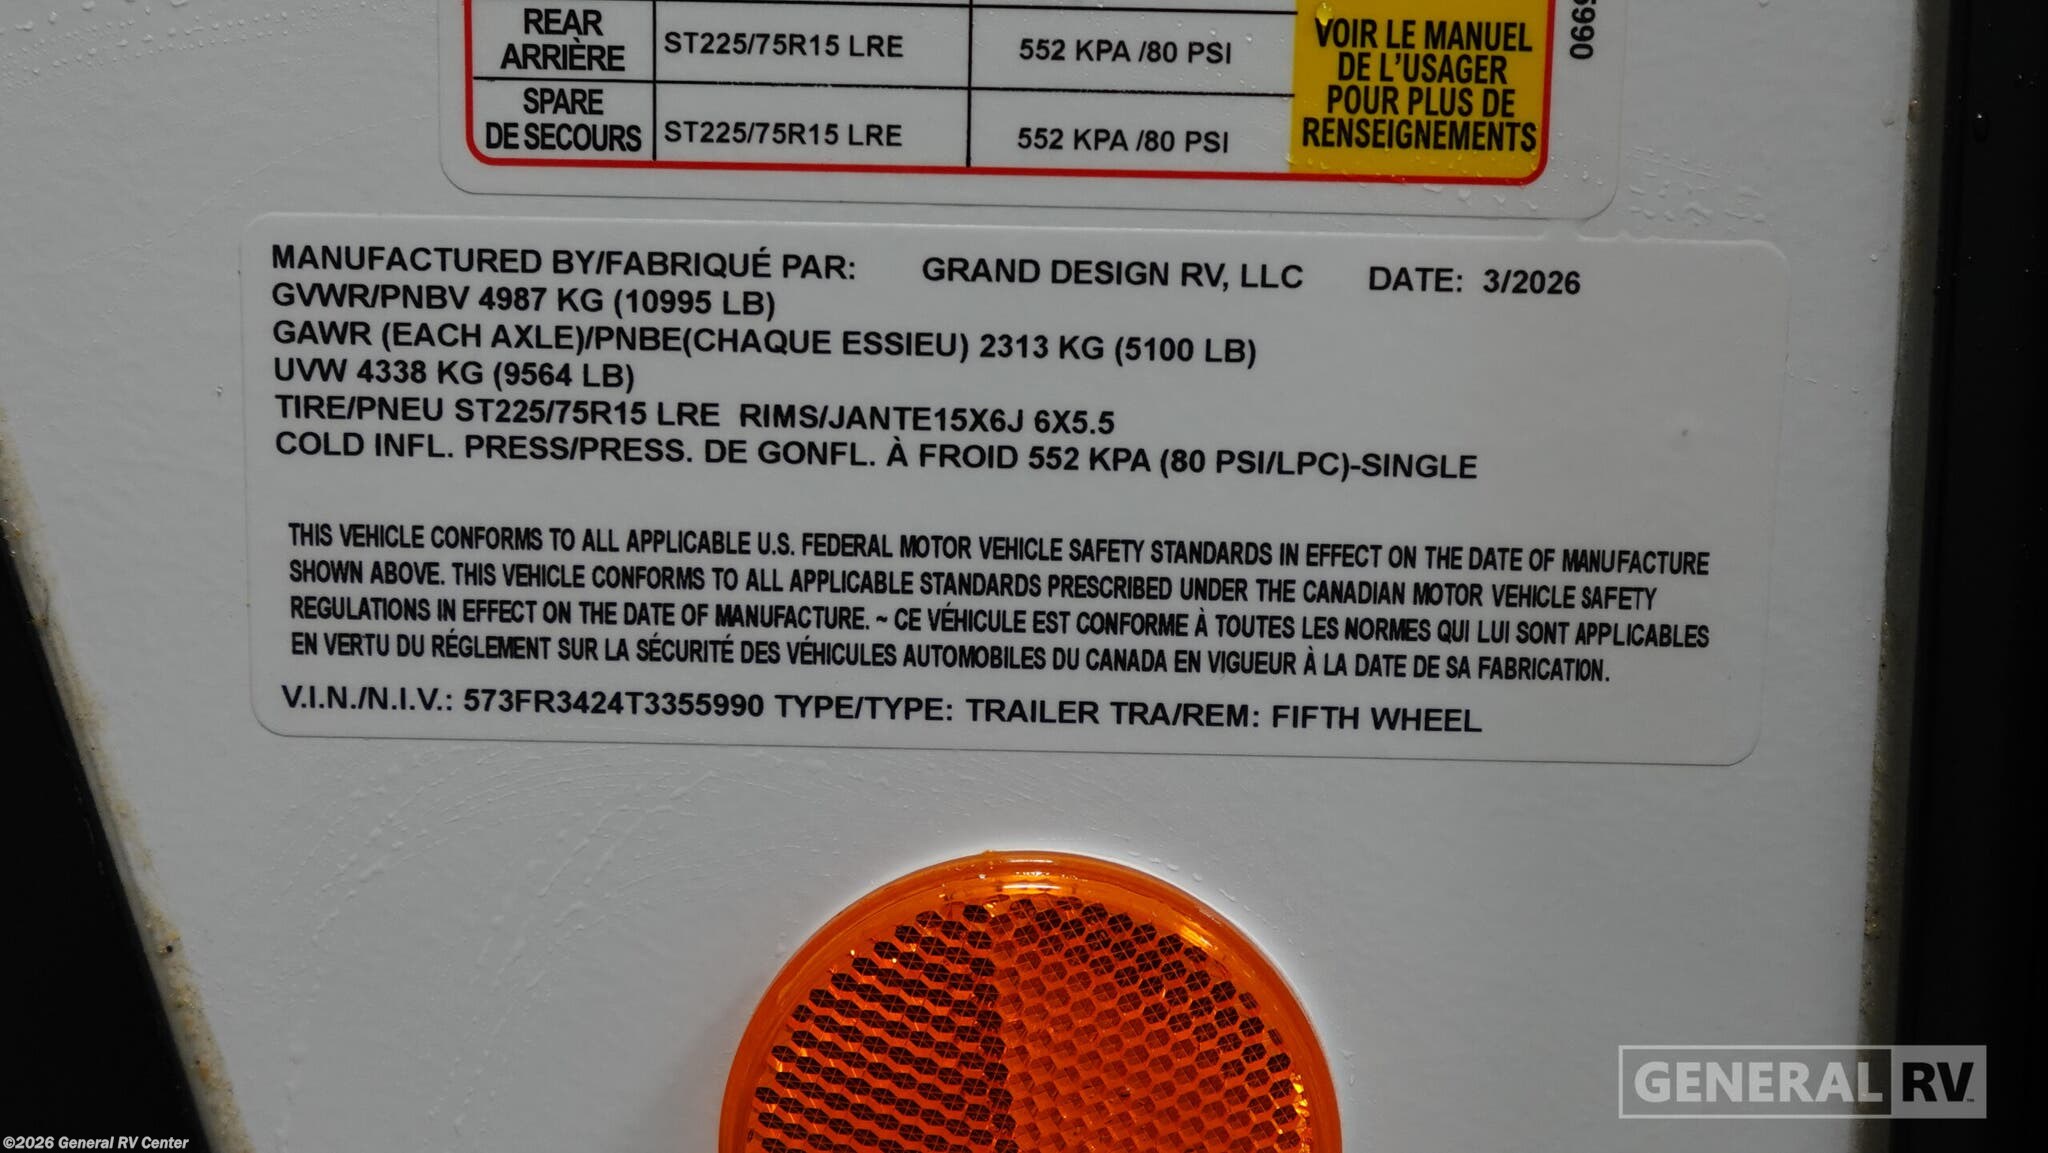 REAR
ARRIÈRE
ST225/75R15 LRE
552 KPA /80 PSI
SPARE
DE SECOURS
ST225/75R15 LRE
552 KPA /80 PSI
VOIR LE MANUEL
DE L'USAGER
POUR PLUS DE
RENSEIGNEMENTS
MANUFACTURED BY/FABRIQUÉ PAR: GRAND DESIGN RV, LLC DATE: 3/2026
GVWR/PNBV 4987 KG (10995 LB)
GAWR (EACH AXLE)/PNBE(CHAQUE ESSIEU) 2313 KG (5100 LB)
UVW 4338 KG (9564 LB)
TIRE/PNEU ST225/75R15 LRE RIMS/JANTE15X6J 6X5.5
COLD INFL. PRESS/PRESS. DE GONFL. À FROID 552 KPA (80 PSI/LPC)-SINGLE
THIS VEHICLE CONFORMS TO ALL APPLICABLE U.S. FEDERAL MOTOR VEHICLE SAFETY STANDARDS IN EFFECT ON THE DATE OF MANUFACTURE
SHOWN ABOVE. THIS VEHICLE CONFORMS TO ALL APPLICABLE STANDARDS PRESCRIBED UNDER THE CANADIAN MOTOR VEHICLE SAFETY
REGULATIONS IN EFFECT ON THE DATE OF MANUFACTURE. ~ CE VÉHICULE EST CONFORME À TOUTES LES NORMES QUI LUI SONT APPLICABLES
EN VERTU DU RÉGLEMENT SUR LA SÉCURITÉ DES VÉHICULES AUTOMOBILES DU CANADA EN VIGUEUR À LA DATE DE SA FABRICATION.
V.I.N./N.I.V.: 573FR3424T3355990 TYPE/TYPE: TRAILER TRA/REM: FIFTH WHEEL
GENERAL RV
©2026 General RV Center